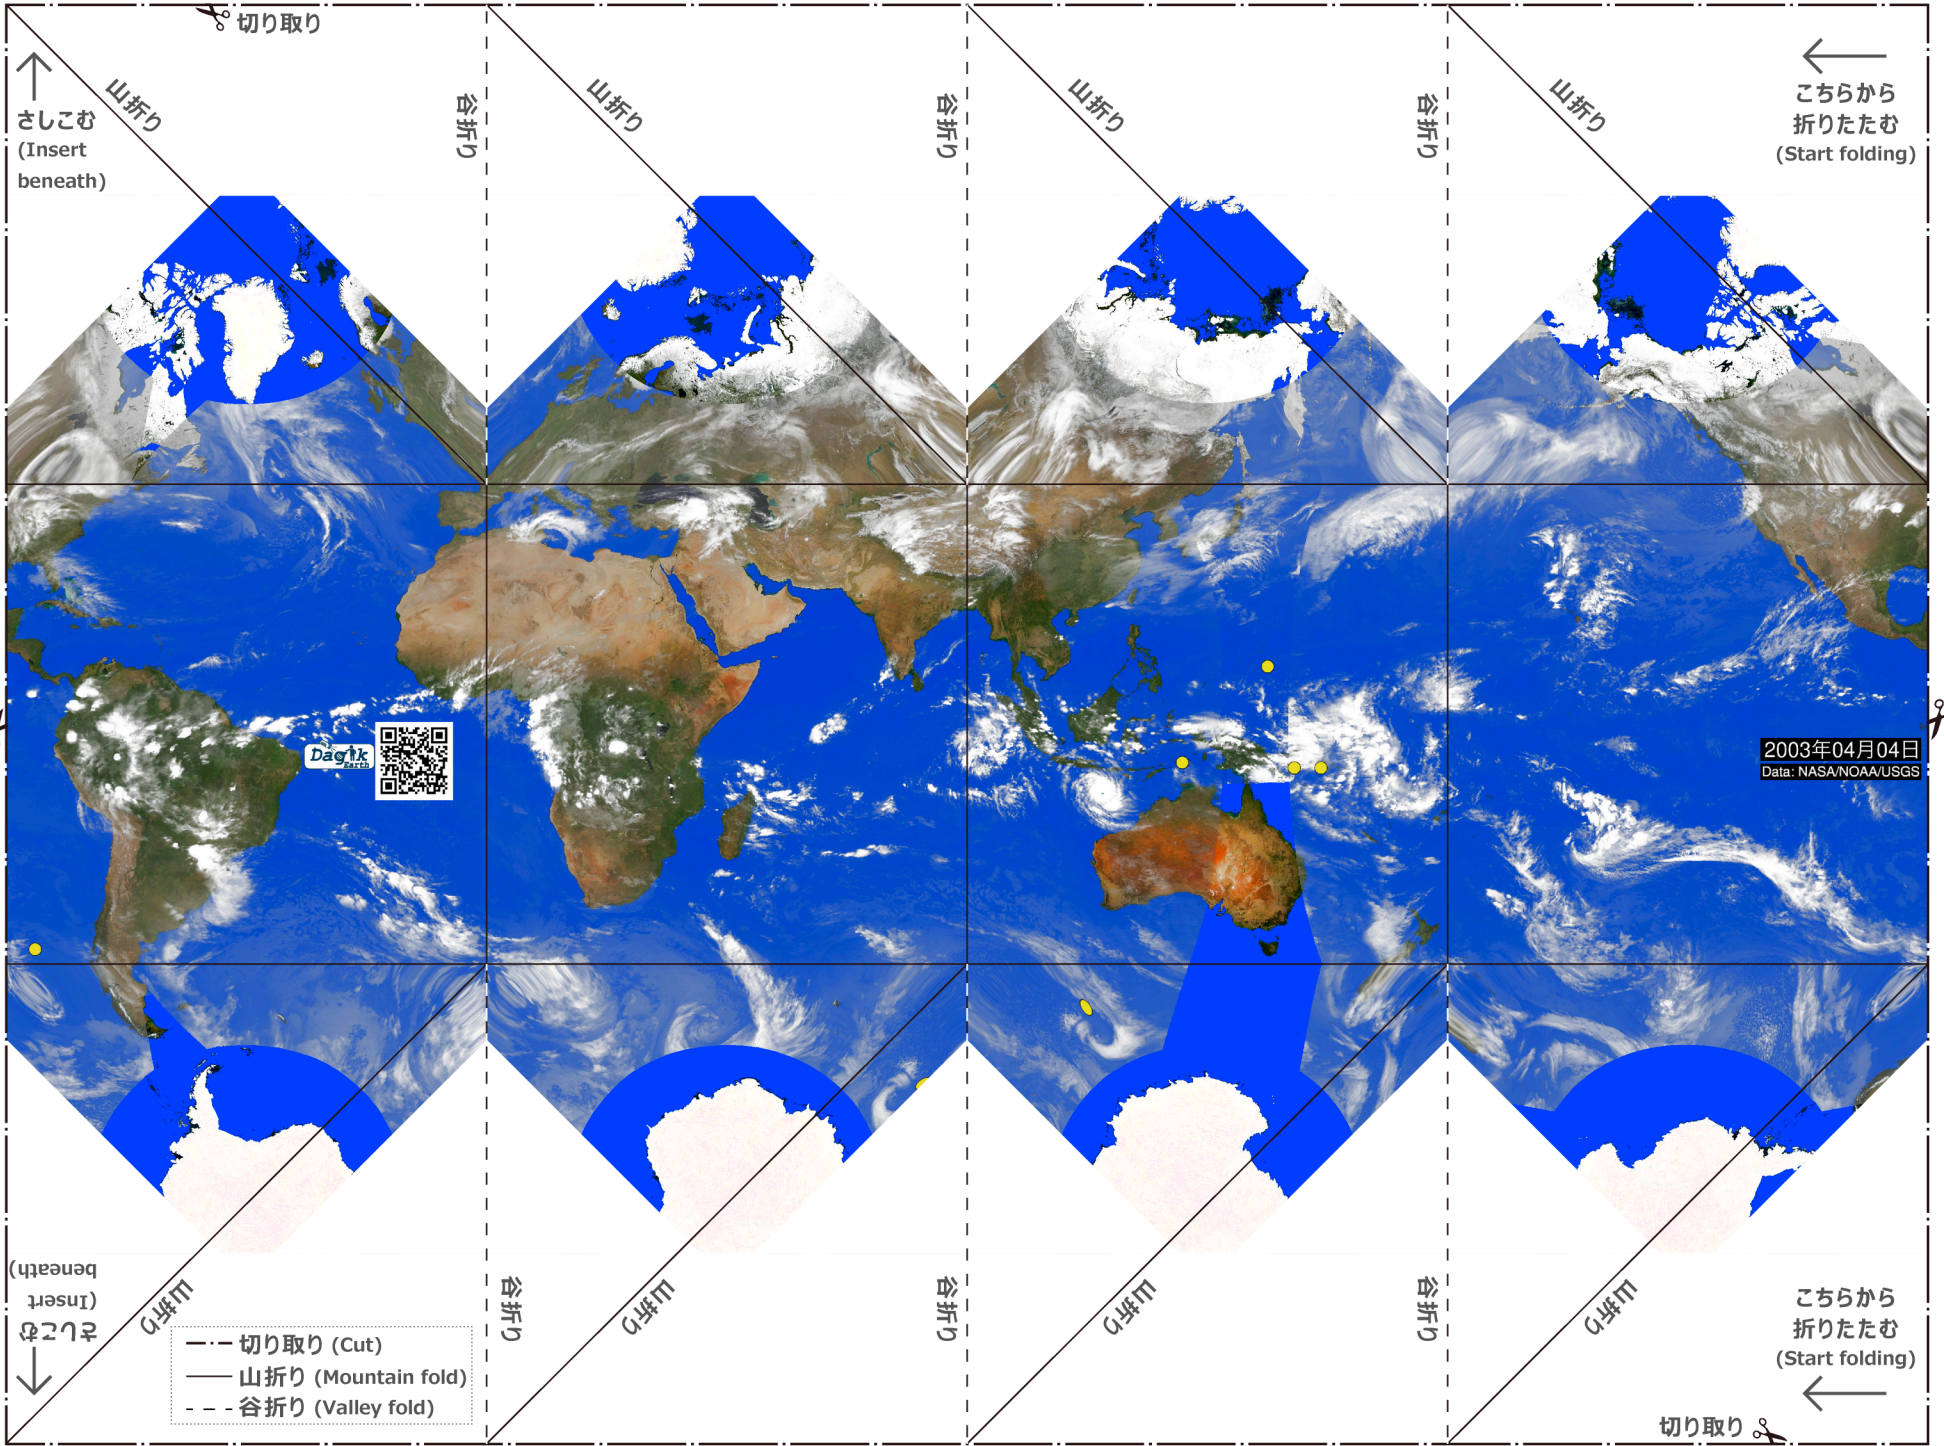 切り取り
山折り
谷折り
山折り
谷折り
山折り
谷折り
山折り
さしこむ
(Insert
beneath)
こちらから
折りたたむ
(Start folding)
Dagik
Earth
2003年04月04日
Data: NASA/NOAA/USGS
さしこむ
(Insert
beneath)
山折り
谷折り
山折り
谷折り
山折り
谷折り
山折り
こちらから
折りたたむ
(Start folding)
切り取り (Cut)
山折り (Mountain fold)
谷折り (Valley fold)
切り取り